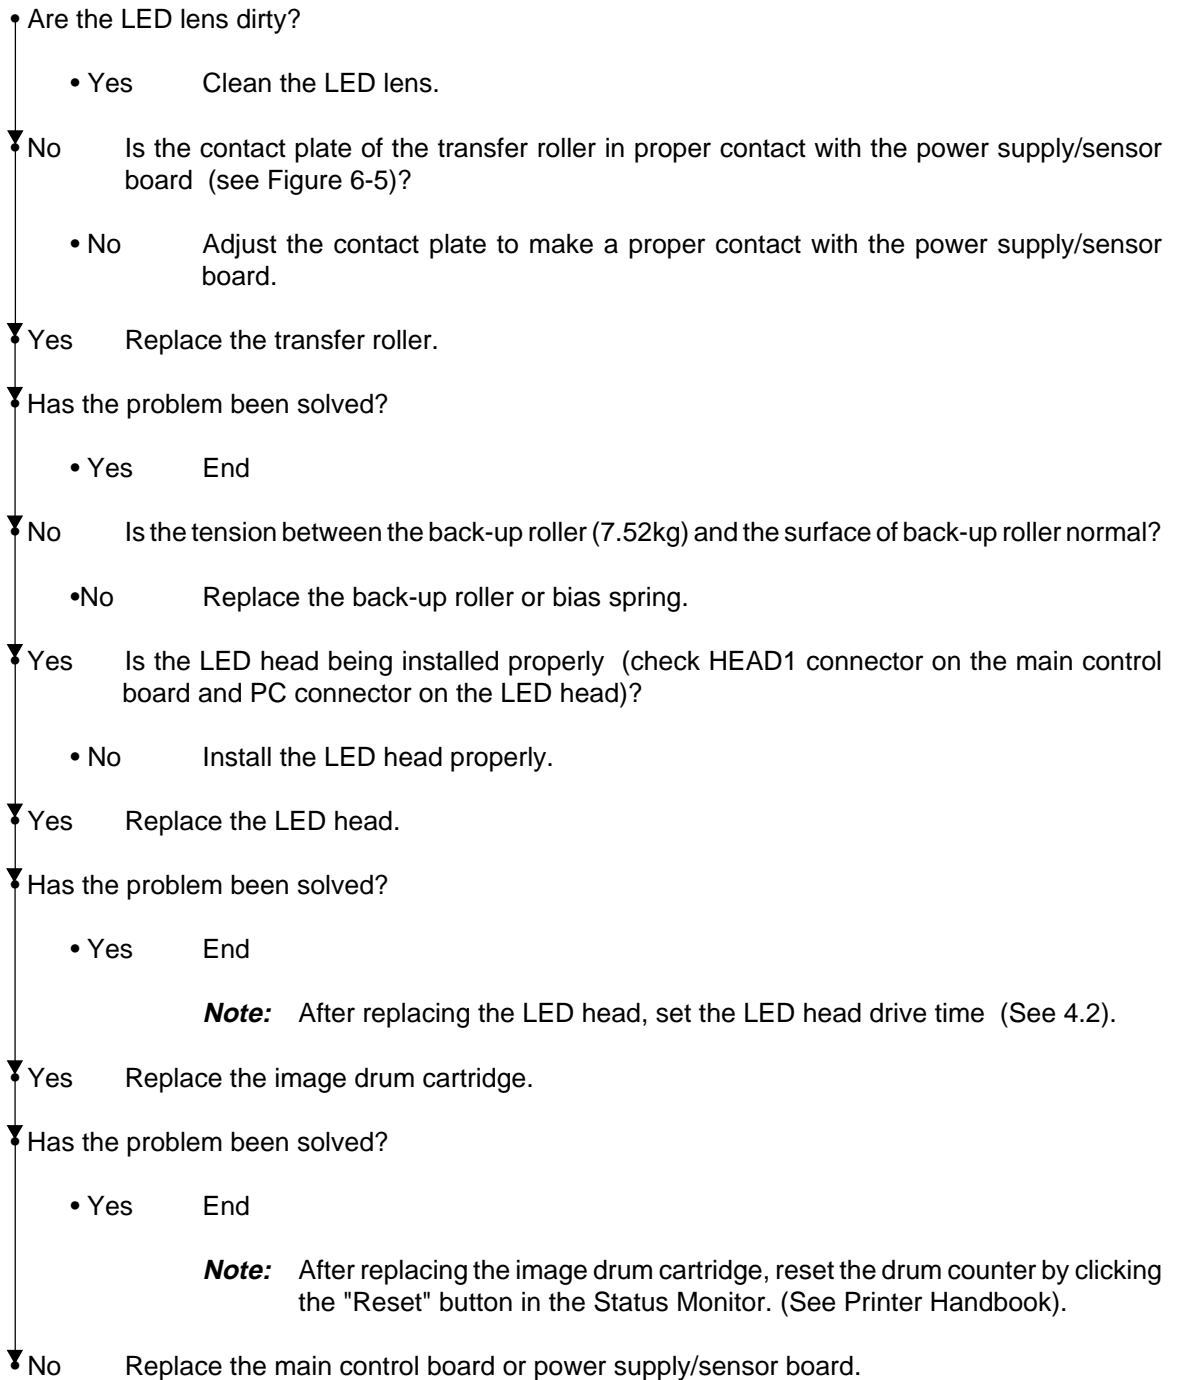 • Are the LED lens dirty?
• Yes Clean the LED lens.
• No Is the contact plate of the transfer roller in proper contact with the power supply/sensor
board (see Figure 6-5)?
• No Adjust the contact plate to make a proper contact with the power supply/sensor
board.
• Yes Replace the transfer roller.
• Has the problem been solved?
• Yes End
• No Is the tension between the back-up roller (7.52kg) and the surface of back-up roller normal?
•No Replace the back-up roller or bias spring.
• Yes Is the LED head being installed properly (check HEAD1 connector on the main control
board and PC connector on the LED head)?
• No Install the LED head properly.
• Yes Replace the LED head.
• Has the problem been solved?
• Yes End
Note: After replacing the LED head, set the LED head drive time (See 4.2).
• Yes Replace the image drum cartridge.
• Has the problem been solved?
• Yes End
Note: After replacing the image drum cartridge, reset the drum counter by clicking
the "Reset" button in the Status Monitor. (See Printer Handbook).
• No Replace the main control board or power supply/sensor board.